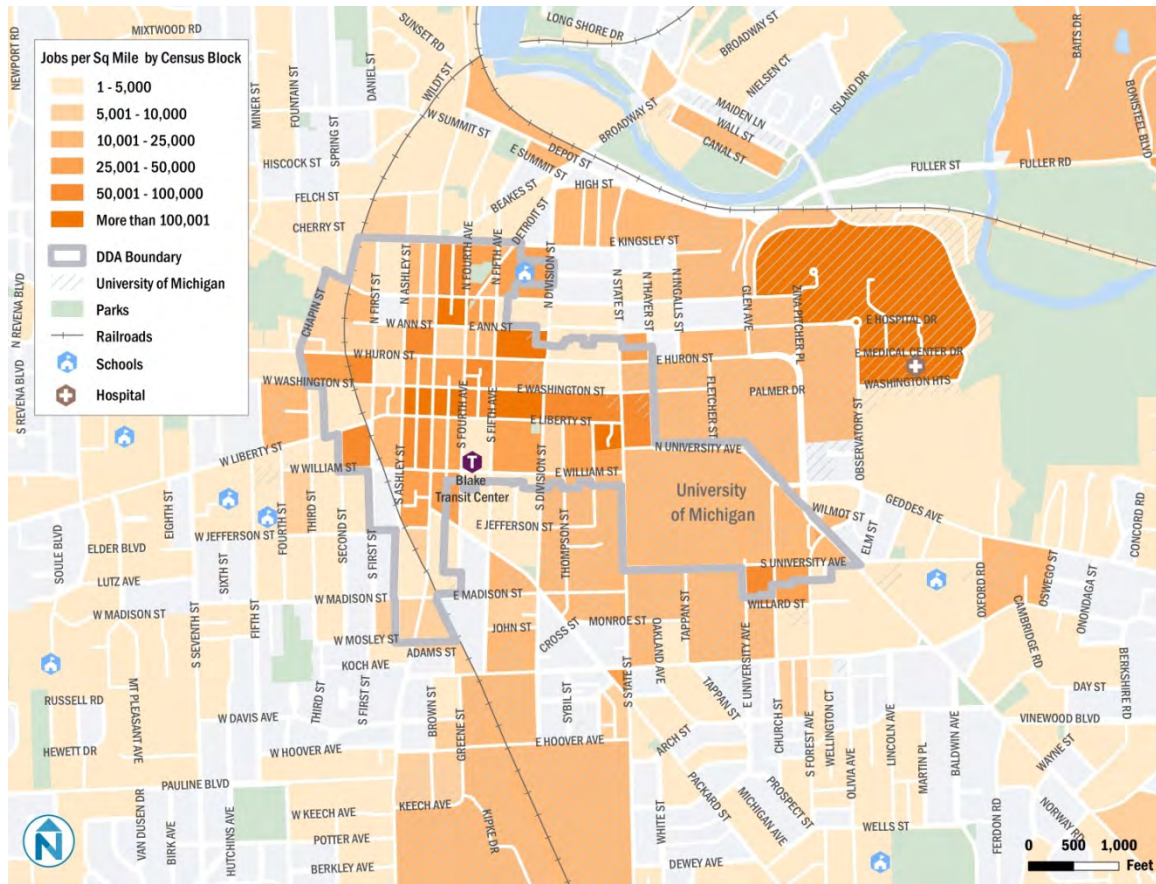 Jobs per Sq Mile by Census Block
1 - 5,000
5,001 - 10,000
10,001 - 25,000
25,001 - 50,000
50,001 - 100,000
More than 100,001
DDA Boundary
University of Michigan
Parks
Railroads
Schools
Hospital
NEWPORT RD
MIXTWOOD RD
SUNSET RD
LONG SHORE DR
BROADWAY ST
BAITS DR
BONISTEEL BLVD
DANIEL ST
WILDT ST
NIELSEN CT
ISLAND DR
MINER ST
FOUNTAIN ST
SPRING ST
W SUMMIT ST
BROADWAY ST
MAIDEN LN
WALL ST
CANAL ST
HISCOCK ST
E SUMMIT ST
DEPOT ST
FULLER ST
FULLER RD
FELCH ST
BEAKES ST
HIGH ST
CHERRY ST
DETROIT ST
E KINGSLEY ST
N REVENA BLVD
CHAPIN ST
N FIRST ST
N ASHLEY ST
N FOURTH AVE
N FIFTH AVE
N DIVISION ST
N STATE ST
N THAYER ST
N INGALLS ST
GLEN AVE
ZINA PITCHER PL
W ANN ST
E ANN ST
E HOSPITAL DR
W HURON ST
E HURON ST
E MEDICAL CENTER DR
S REVENA BLVD
W WASHINGTON ST
E WASHINGTON ST
FLETCHER ST
PALMER DR
WASHINGTON HTS
S FOURTH AVE
S FIFTH AVE
E LIBERTY ST
OBSERVATORY ST
W LIBERTY ST
N UNIVERSITY AVE
W WILLIAM ST
S ASHLEY ST
T
Blake
Transit Center
S DIVISION ST
E WILLIAM ST
University
of Michigan
EIGHTH ST
FOURTH ST
THIRD ST
SECOND ST
S FIRST ST
WILMOT ST
GEDDES AVE
CONCORD RD
SOULE BLVD
ELDER BLVD
W JEFFERSON ST
E JEFFERSON ST
THOMPSON ST
ELM ST
LUTZ AVE
SIXTH ST
S UNIVERSITY AVE
OXFORD RD
OSWEGO ST
ONONDAGA ST
W MADISON ST
S SEVENTH ST
FIFTH ST
W MADISON ST
E MADISON ST
WILLARD ST
CAMBRIDGE RD
W MOSLEY ST
ADAMS ST
JOHN ST
CROSS ST
MONROE ST
OAKLAND AVE
TAPPAN ST
E UNIVERSITY AVE
BERKSHIRE RD
KOCH AVE
S STATE ST
DAY ST
RUSSELL RD
MT PLEASANT AVE
THIRD ST
S FIRST ST
BROWN ST
GREENE ST
SYBIL ST
TAPPAN ST
CHURCH ST
S FOREST AVE
WELLINGTON CT
OLIVIA AVE
LINCOLN AVE
MARTIN PL
BALDWIN AVE
W DAVIS AVE
VINEWOOD BLVD
HEWETT DR
W HOOVER AVE
E HOOVER AVE
ARCH ST
WAYNE ST
PAULINE BLVD
PACKARD ST
MICHIGAN AVE
PROSPECT ST
NORWAY RD
VAN DUSEN DR
BIRK AVE
HUTCHINS AVE
W KEECH AVE
KEECH AVE
KIPKE DR
WHITE ST
WELLS ST
FERDON RD
POTTER AVE
BERKLEY AVE
DEWEY AVE
N
0 500 1,000
Feet